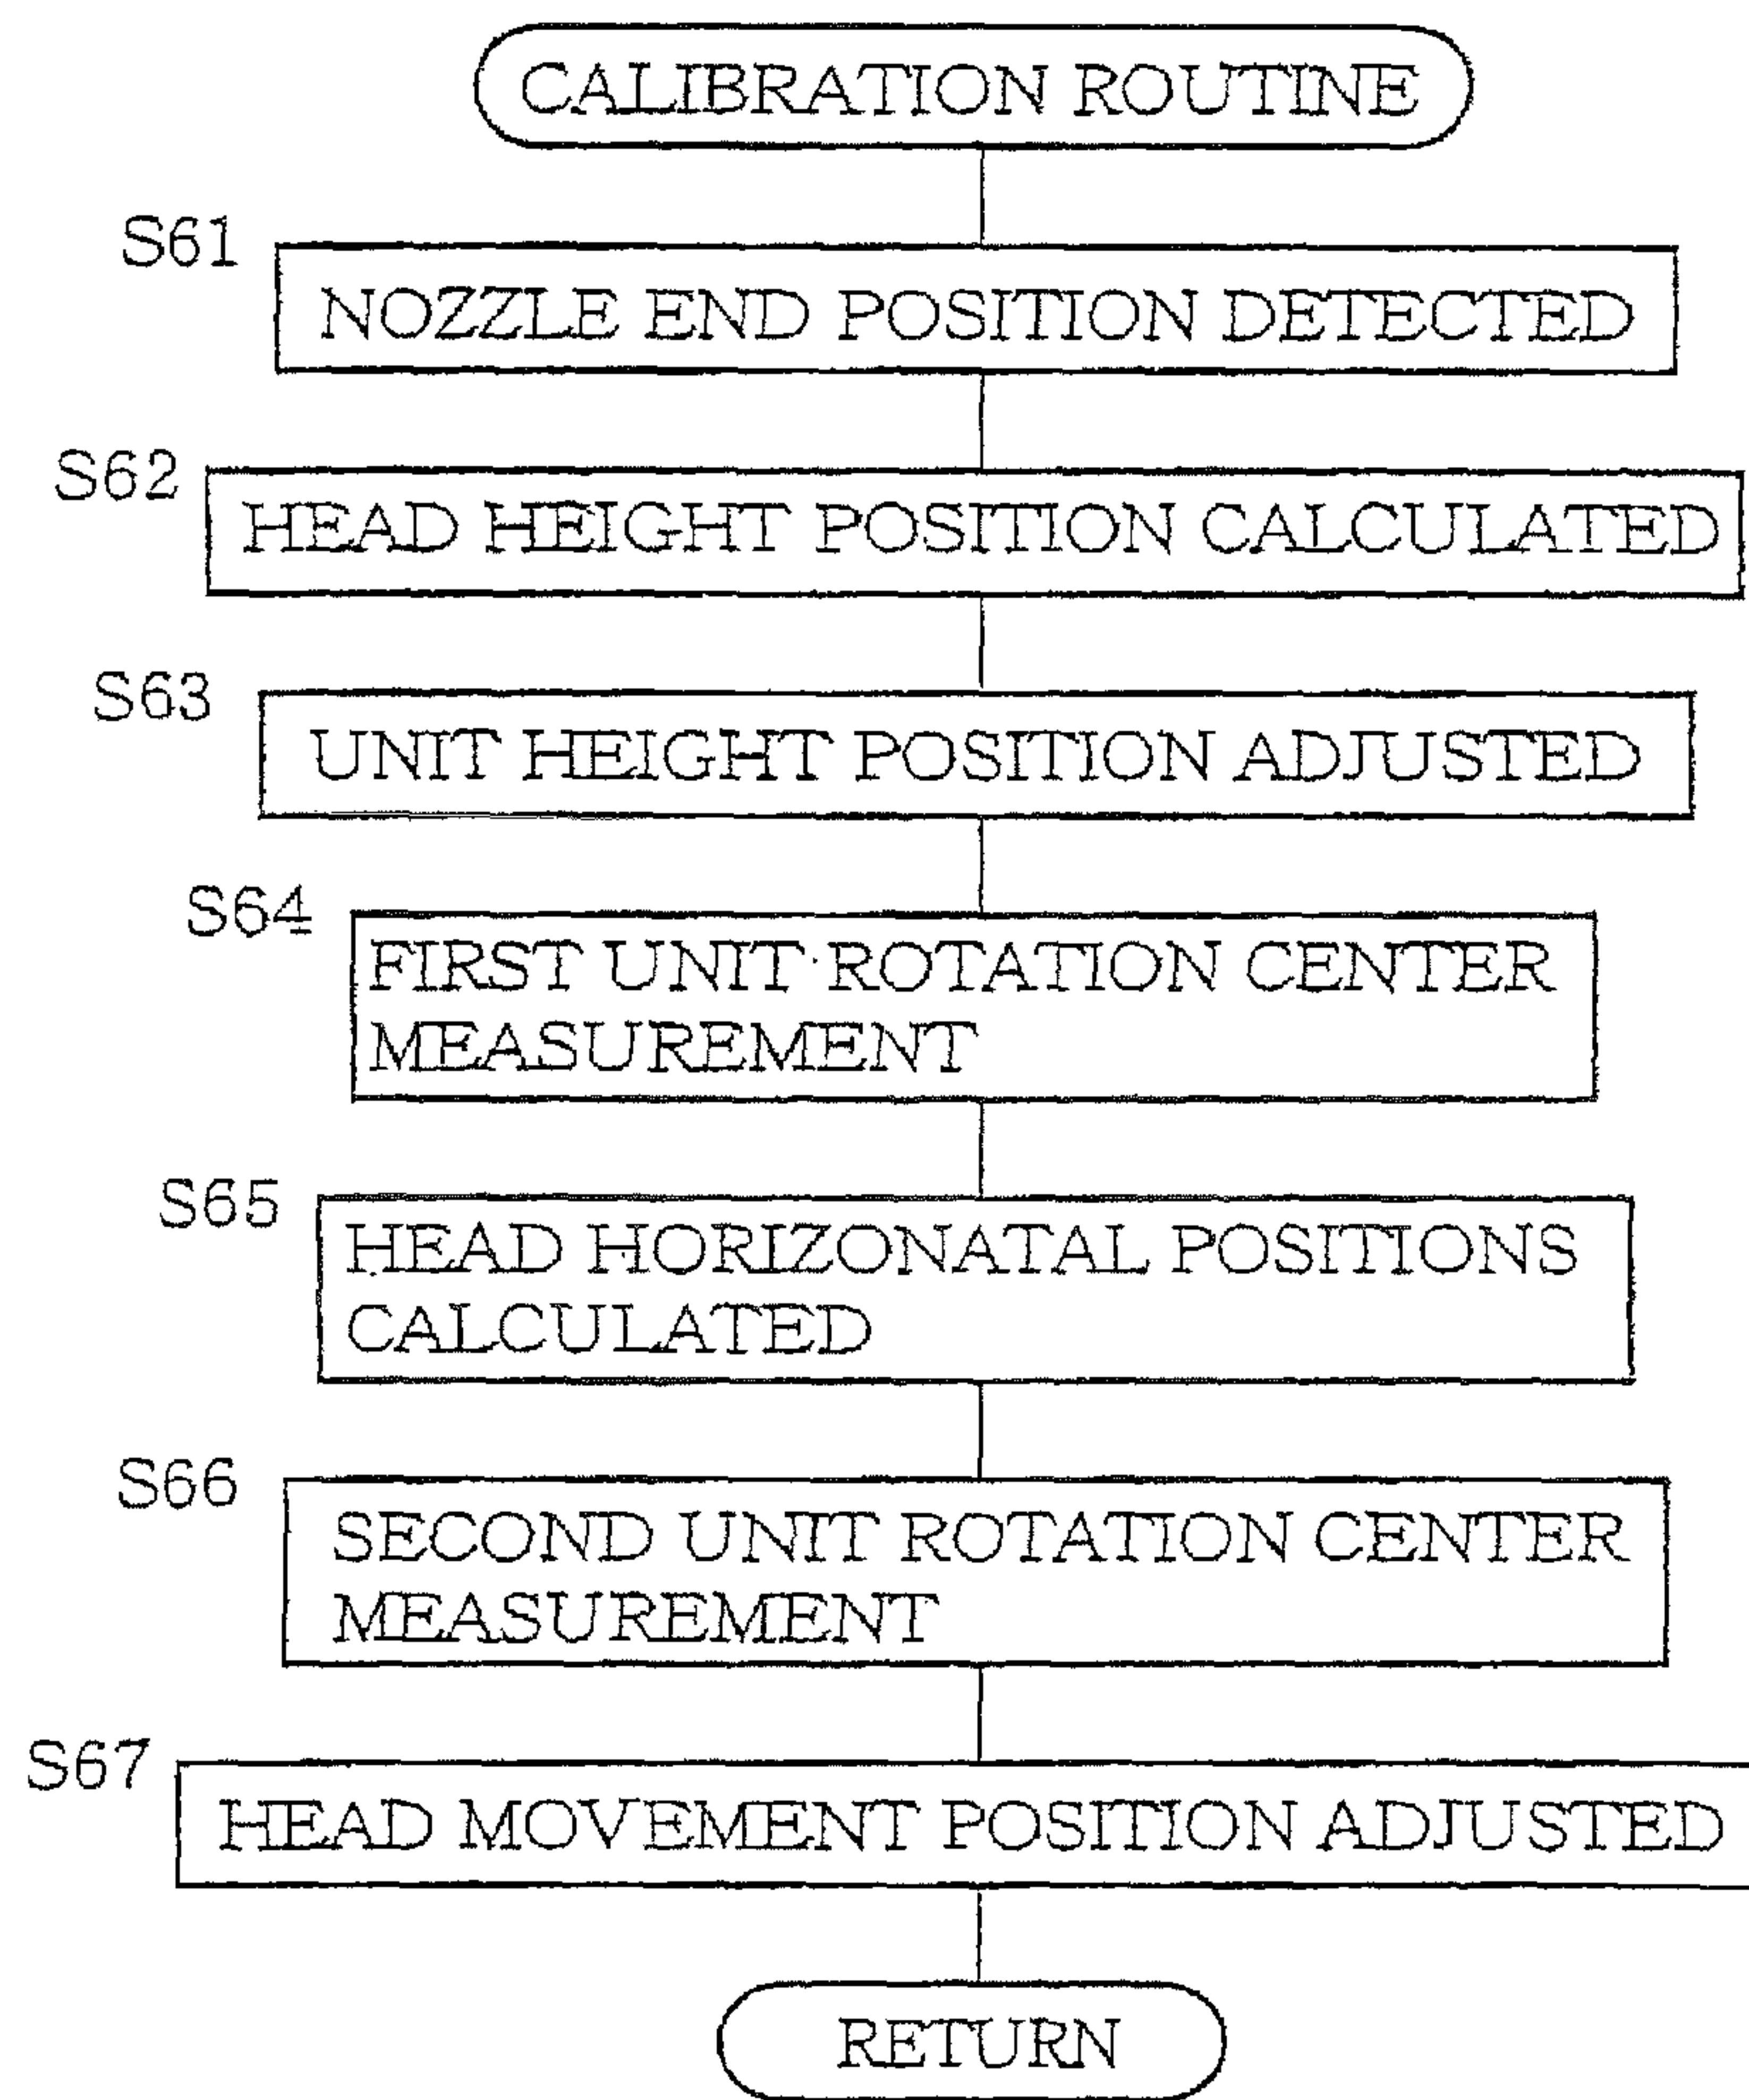 CALIBRATION ROUTINE
S61
NOZZLE END POSITION DETECTED
S62
HEAD HEIGHT POSITION CALCULATED
S63
UNIT HEIGHT POSITION ADJUSTED
S64
FIRST UNIT ROTATION CENTER
MEASUREMENT
S65
HEAD HORIZONATAL POSITIONS
CALCULATED
S66
SECOND UNIT ROTATION CENTER
MEASUREMENT
S67
HEAD MOVEMENT POSITION ADJUSTED
RETURN